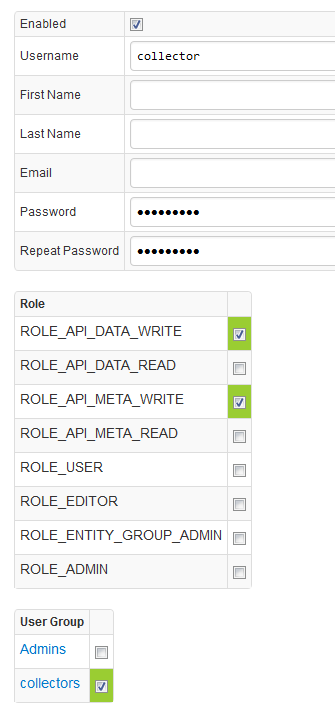 Enabled
Username collector
First Name
Last Name
Email
Password •••••••••
Repeat Password •••••••••
Role
ROLE_API_DATA_WRITE
ROLE_API_DATA_READ
ROLE_API_META_WRITE
ROLE_API_META_READ
ROLE_USER
ROLE_EDITOR
ROLE_ENTITY_GROUP_ADMIN
ROLE_ADMIN
User Group
Admins
collectors